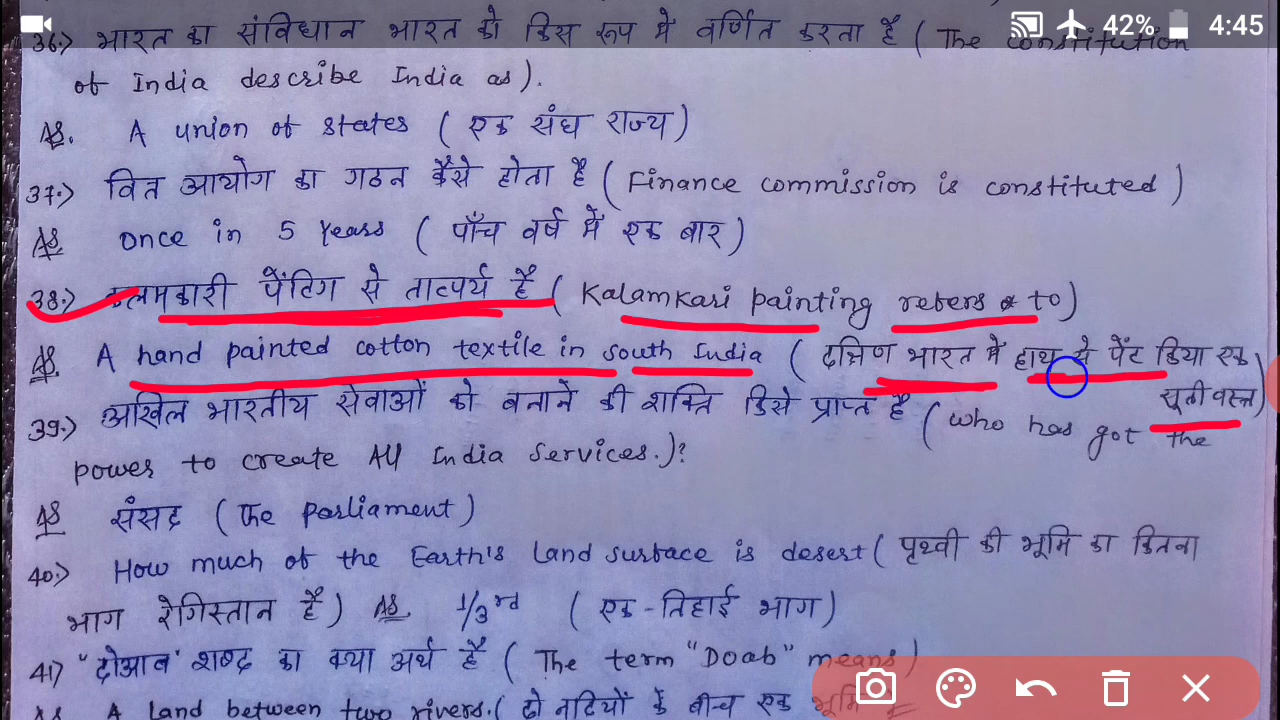 42% 4:45
36.) भारत का संविधान भारत को किस रूप मे वर्णित करता है ( The constitution
of India describe India as).
AS. A union of states ( एक संघ राज्य )
37.) वित आयोग का गठन कैसे होता है ( Finance commission is constituted )
AS once in 5 Years ( पाँच वर्ष में एक बार )
38.) कलमकारी पेंटिग से तात्पर्य है ( Kalamkari painting refers to )
AS. A hand painted cotton textile in south India ( दक्षिण भारत मे हाथ से पेंट किया एक
सूती वस्त्र )
39.) अखिल भारतीय सेवाओं को बनाने की शक्ति किसे प्राप्त है ( who has got the
power to create All India Services.)?
AS संसद ( The Parliament )
40.) How much of the Earth's Land surface is desert ( पृथ्वी की भूमि का कितना
भाग रेगिस्तान है ) AS 1/3rd ( एक - तिहाई भाग )
41) "दोआब" शब्द का क्या अर्थ है ( The term "Doab" means )
AS A Land between two rivers. ( दो नदियों के बीच एक भूमि